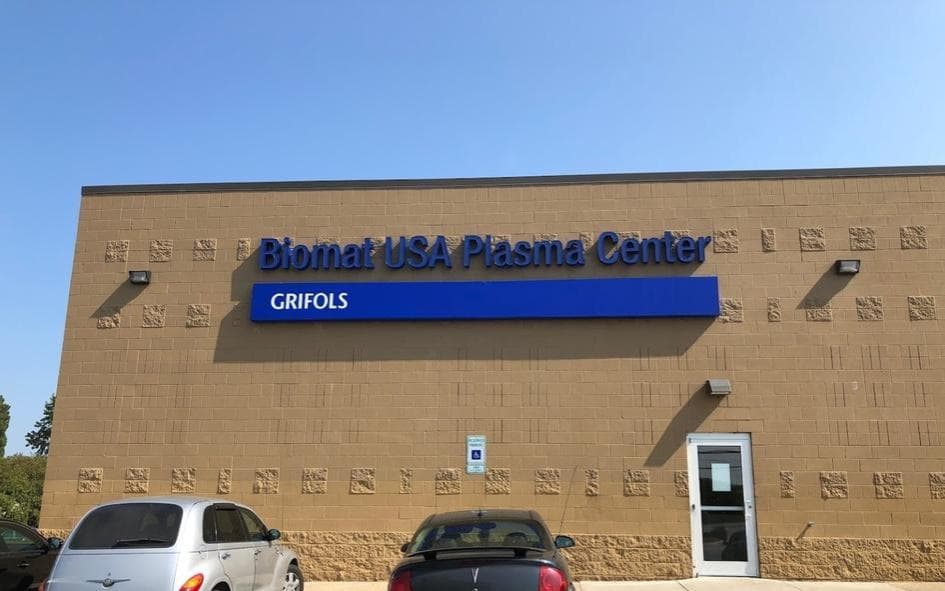 Biomat USA Plasma Center
GRIFOLS